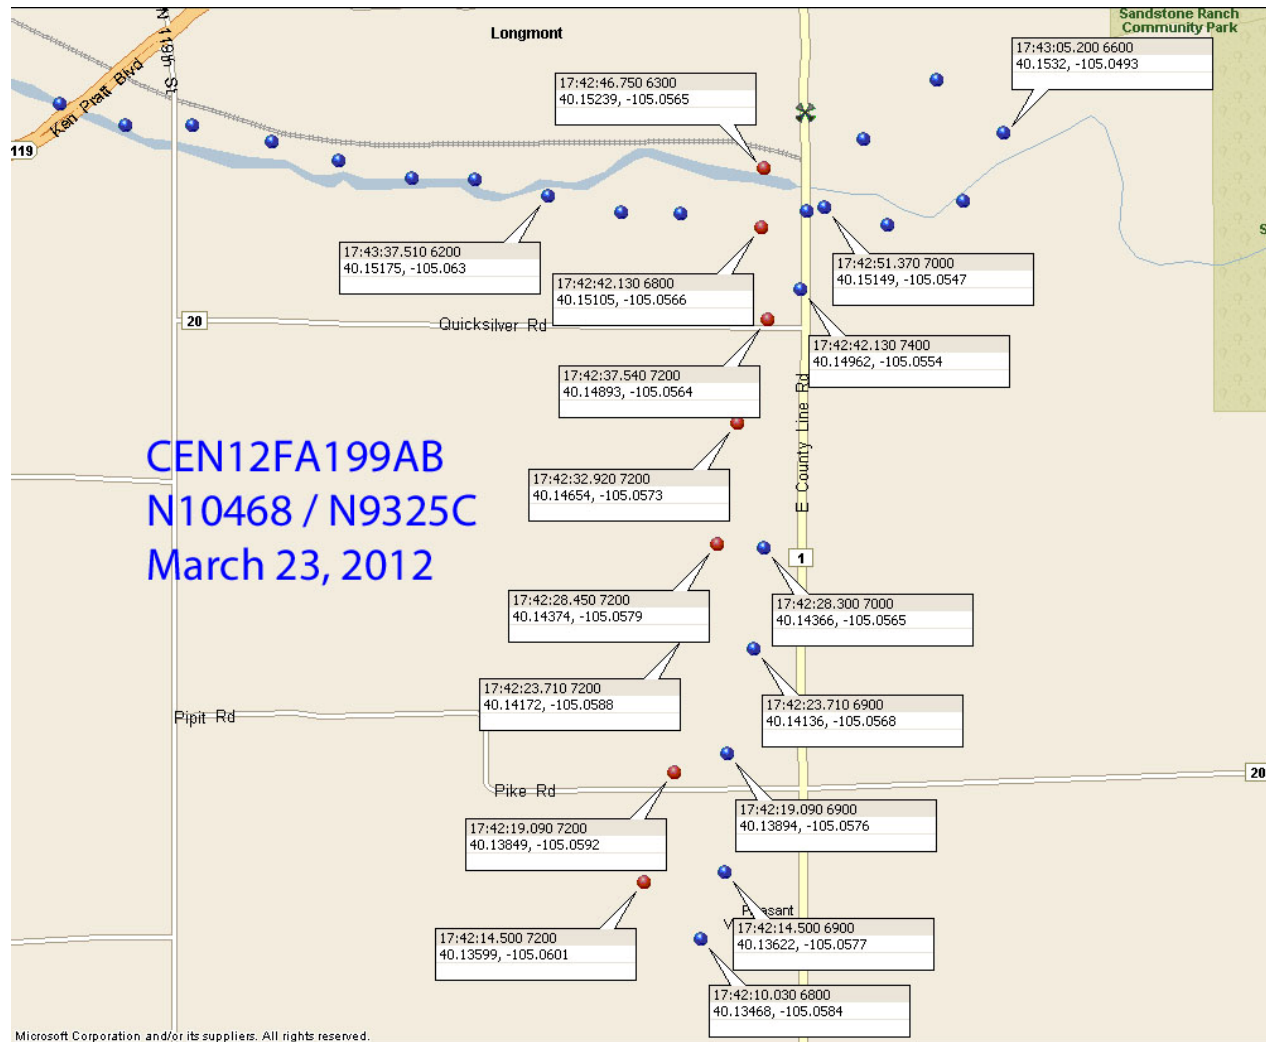 Sandstone Ranch
Community Park
N 119th St
Longmont
17:43:05.200 6600
40.1532, -105.0493
Ken Pratt Blvd
17:42:46.750 6300
40.15239, -105.0565
119
S
17:43:37.510 6200
40.15175, -105.063
17:42:51.370 7000
40.15149, -105.0547
17:42:42.130 6800
40.15105, -105.0566
20
Quicksilver Rd
17:42:42.130 7400
40.14962, -105.0554
17:42:37.540 7200
40.14893, -105.0564
E County Line Rd
CEN12FA199AB
N10468 / N9325C
March 23, 2012
17:42:32.920 7200
40.14654, -105.0573
1
17:42:28.450 7200
40.14374, -105.0579
17:42:28.300 7000
40.14366, -105.0565
17:42:23.710 7200
40.14172, -105.0588
17:42:23.710 6900
40.14136, -105.0568
Pipit Rd
20
Pike Rd
17:42:19.090 6900
40.13894, -105.0576
17:42:19.090 7200
40.13849, -105.0592
17:42:14.500 6900
40.13622, -105.0577
17:42:14.500 7200
40.13599, -105.0601
17:42:10.030 6800
40.13468, -105.0584
Microsoft Corporation and/or its suppliers. All rights reserved.